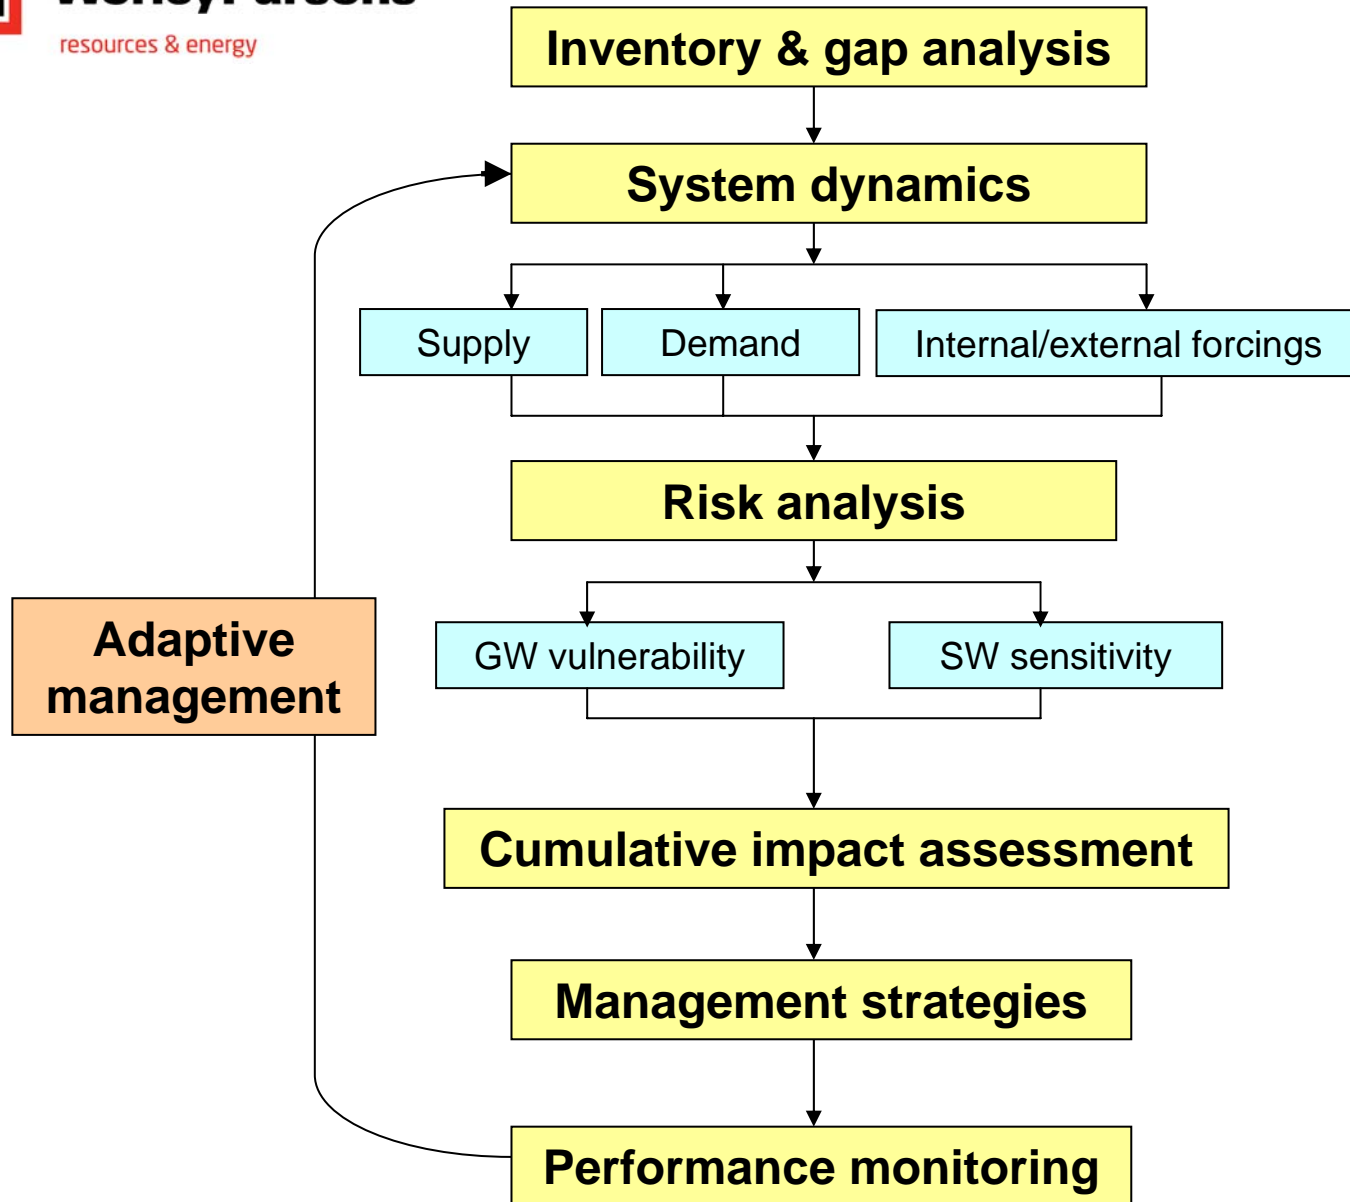 WorleyParsons
resources & energy
Inventory & gap analysis
System dynamics
Supply
Demand
Internal/external forcings
Risk analysis
GW vulnerability
SW sensitivity
Adaptive
management
Cumulative impact assessment
Management strategies
Performance monitoring